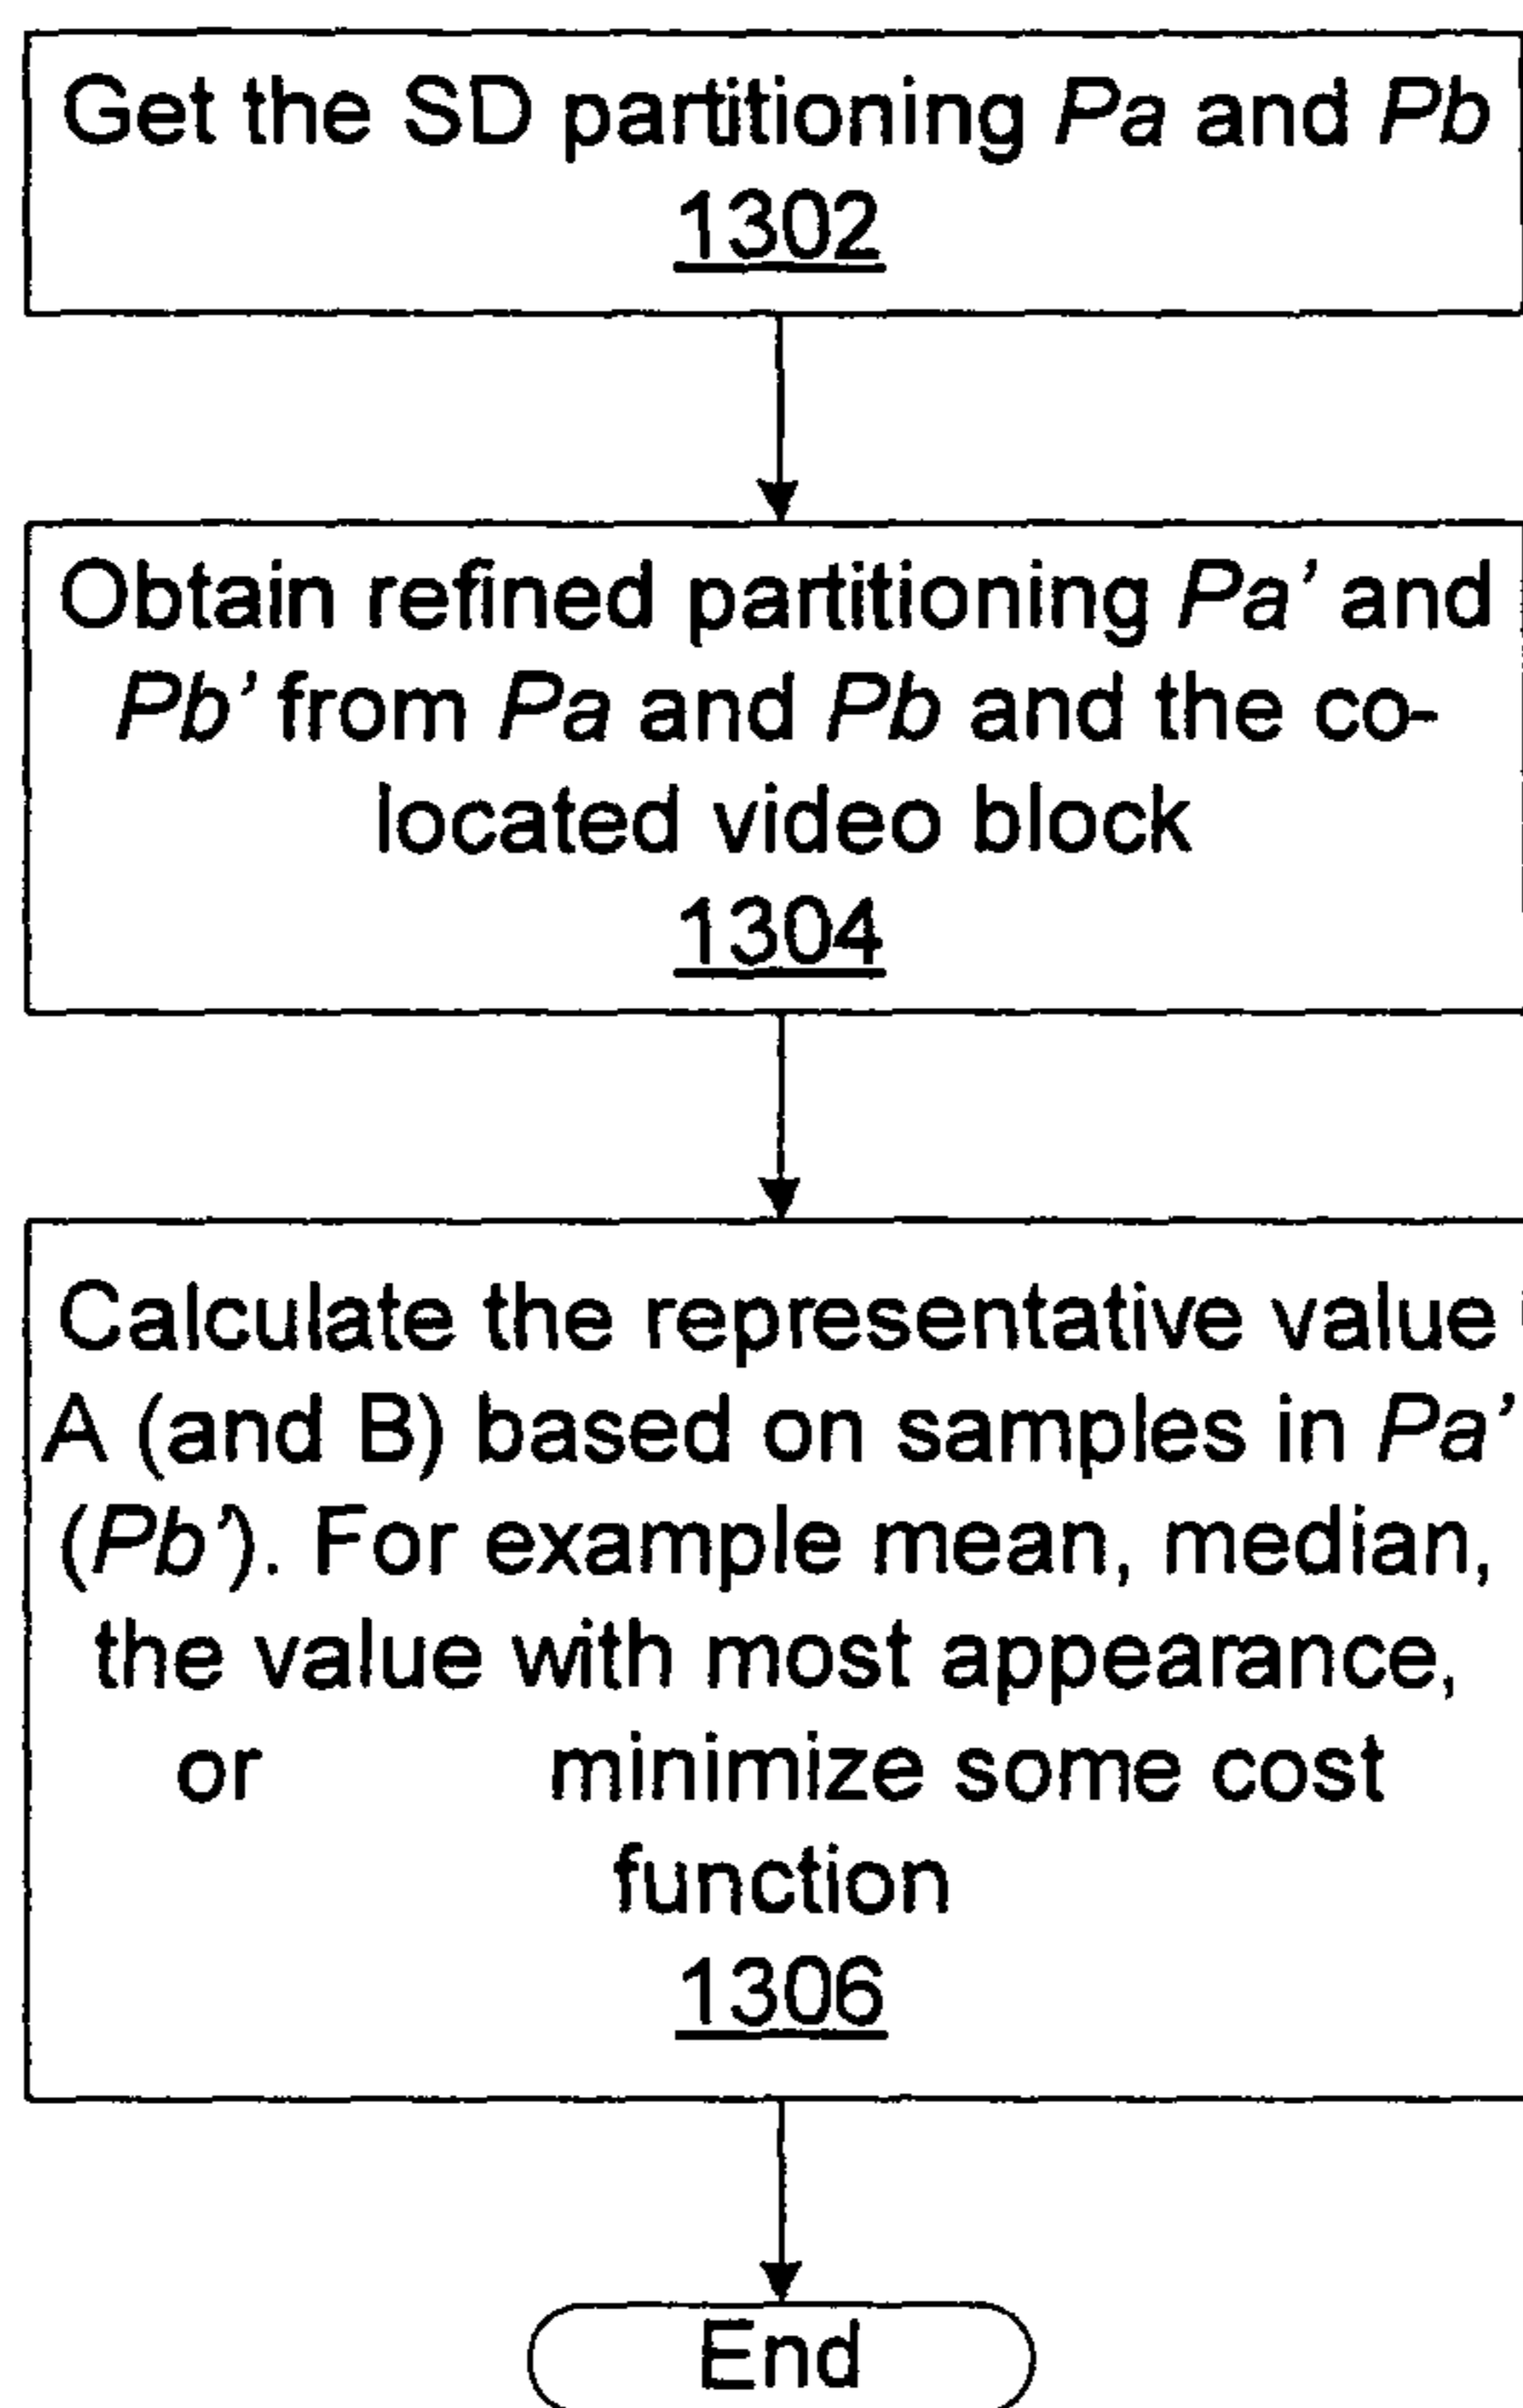 Get the SD partitioning Pa and Pb
1302
Obtain refined partitioning Pa' and
Pb' from Pa and Pb and the co-
located video block
1304
Calculate the representative value
A (and B) based on samples in Pa'
(Pb'). For example mean, median,
the value with most appearance,
or minimize some cost
function
1306
End